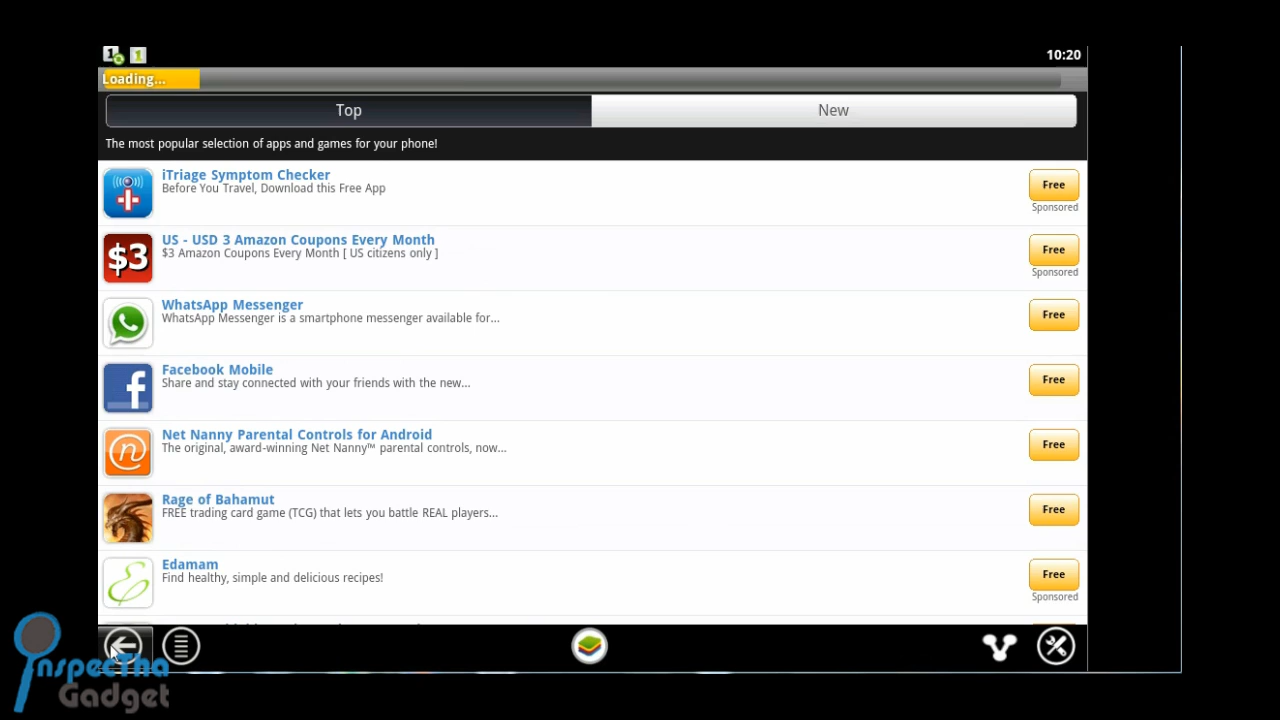 10:20
Loading...
Top
New
The most popular selection of apps and games for your phone!
iTriage Symptom Checker
Before You Travel, Download this Free App
Free
Sponsored
$3
US - USD 3 Amazon Coupons Every Month
$3 Amazon Coupons Every Month [ US citizens only ]
Free
Sponsored
WhatsApp Messenger
WhatsApp Messenger is a smartphone messenger available for...
Free
Facebook Mobile
Share and stay connected with your friends with the new...
Free
Net Nanny Parental Controls for Android
The original, award-winning Net Nanny™ parental controls, now...
Free
Rage of Bahamut
FREE trading card game (TCG) that lets you battle REAL players...
Free
Edamam
Find healthy, simple and delicious recipes!
Free
Sponsored
InspecTha
Gadget